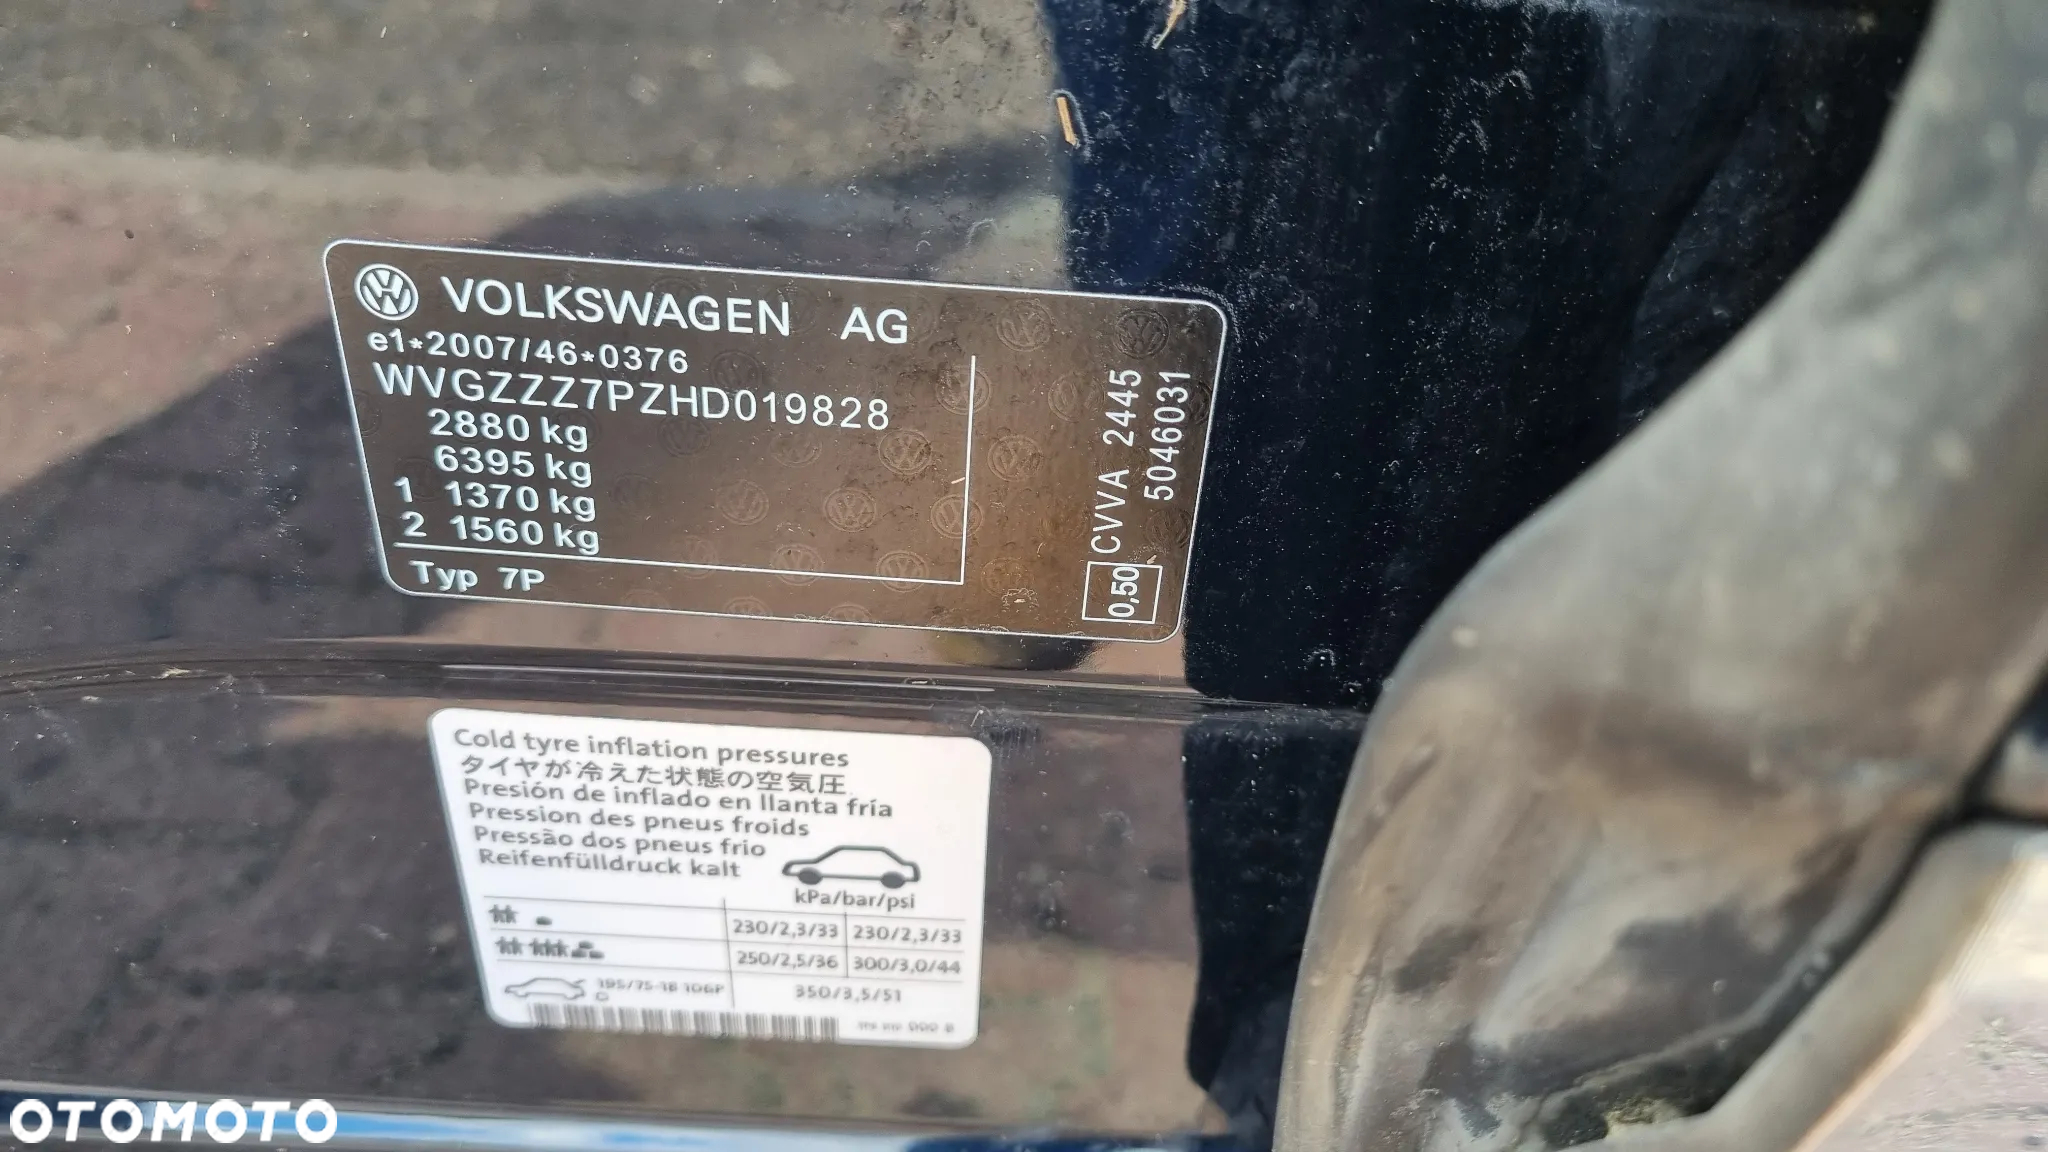 VOLKSWAGEN AG
e1*2007/46*0376
WVGZZZ7PZHD019828
2880 kg
6395 kg
1 1370 kg
2 1560 kg
Typ 7P
0,50 CVVA 2445
5046031
Cold tyre inflation pressures
タイヤが冷えた状態の空気圧
Presión de inflado en llanta fría
Pression des pneus froids
Pressão dos pneus frio
Reifenfülldruck kalt
kPa/bar/psi
230/2,3/33 230/2,3/33
250/2,5/36 300/3,0/44
195/75-18 106P 350/3,5/51
OTOMOTO